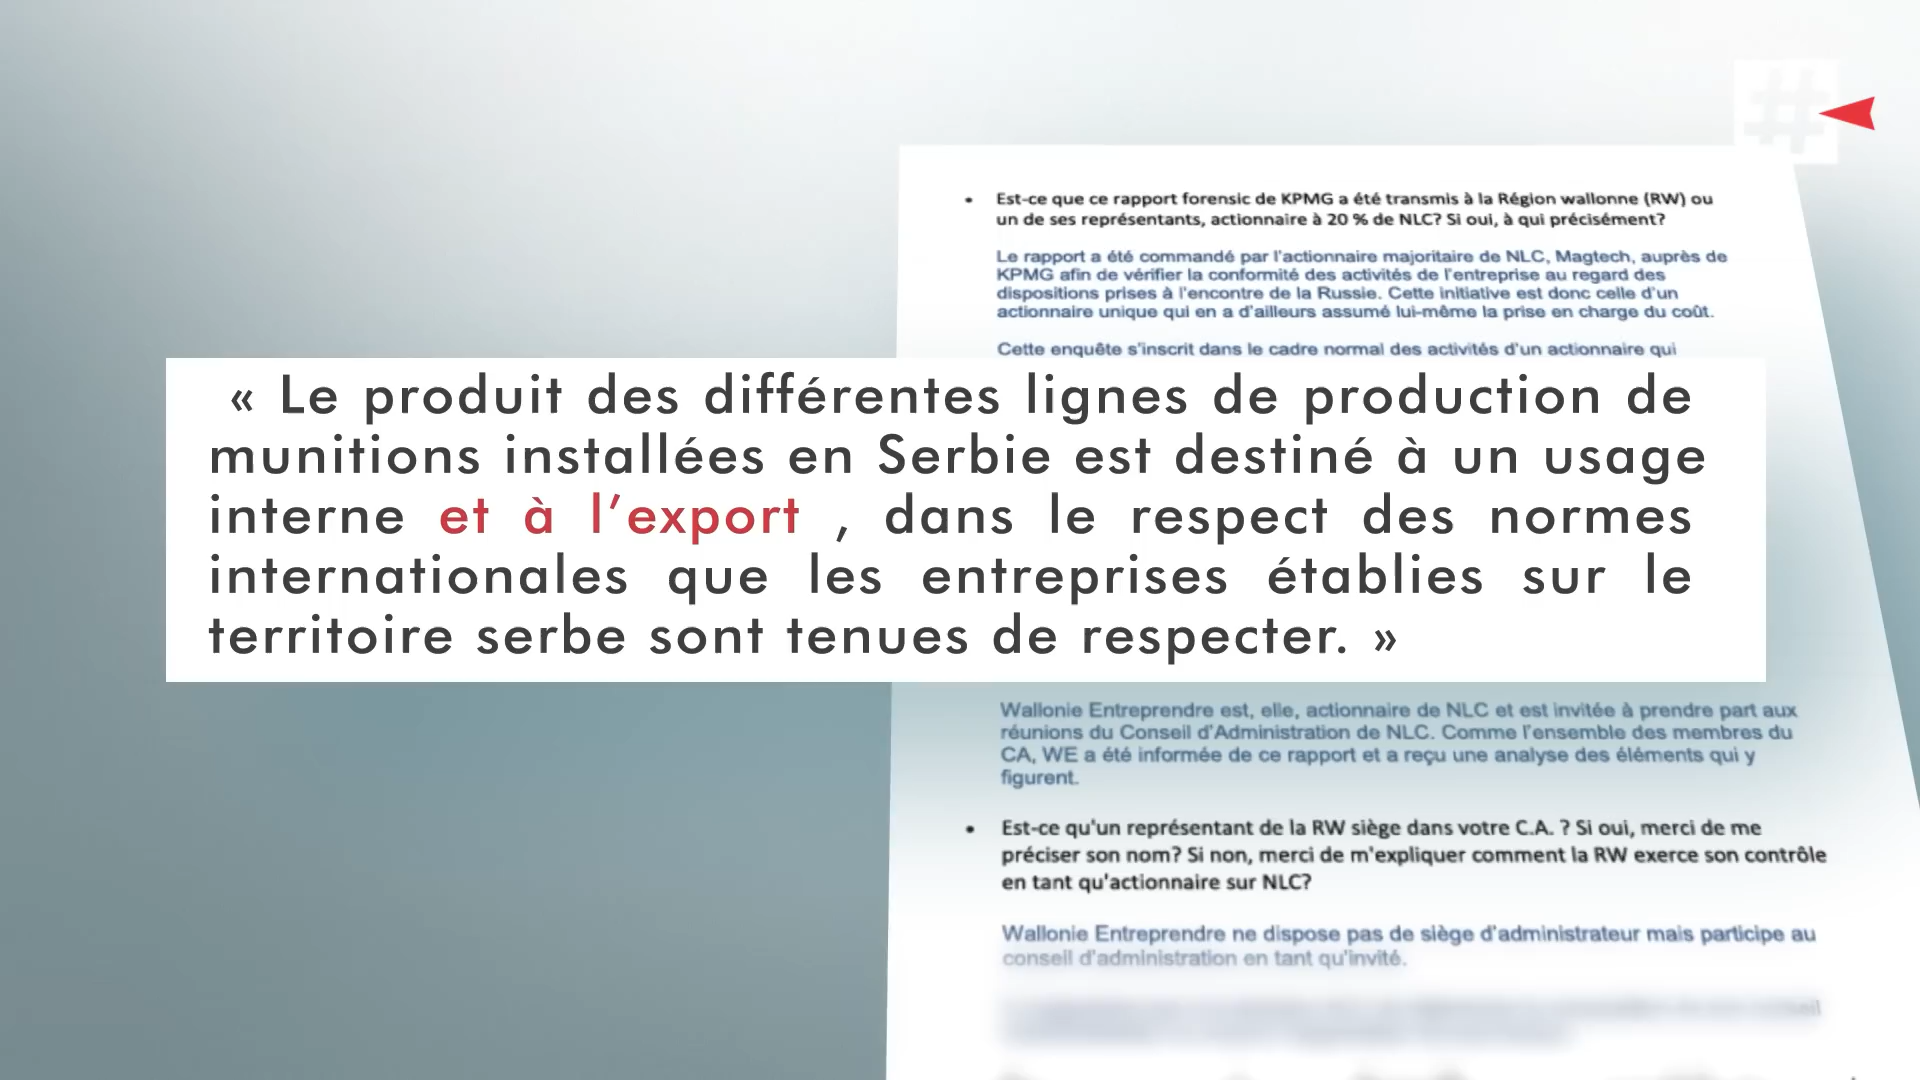 • Est-ce que ce rapport forensic de KPMG a été transmis à la Région wallonne (RW) ou
un de ses représentants, actionnaire à 20 % de NLC? Si oui, à qui précisément?
Le rapport a été commandé par l'actionnaire majoritaire de NLC, Magtech, auprès de
KPMG afin de vérifier la conformité des activités de l'entreprise au regard des
dispositions prises à l'encontre de la Russie. Cette initiative est donc celle d'un
actionnaire unique qui en a d'ailleurs assumé lui-même la prise en charge du coût.
Cette enquête s'inscrit dans le cadre normal des activités d'un actionnaire qui
« Le produit des différentes lignes de production de
munitions installées en Serbie est destiné à un usage
interne et à l’export , dans le respect des normes
internationales que les entreprises établies sur le
territoire serbe sont tenues de respecter. »
Wallonie Entreprendre est, elle, actionnaire de NLC et est invitée à prendre part aux
réunions du Conseil d'Administration de NLC. Comme l'ensemble des membres du
CA, WE a été informée de ce rapport et a reçu une analyse des éléments qui y
figurent.
• Est-ce qu'un représentant de la RW siège dans votre C.A. ? Si oui, merci de me
préciser son nom? Si non, merci de m'expliquer comment la RW exerce son contrôle
en tant qu'actionnaire sur NLC?
Wallonie Entreprendre ne dispose pas de siège d'administrateur mais participe au
conseil d'administration en tant qu'invité.